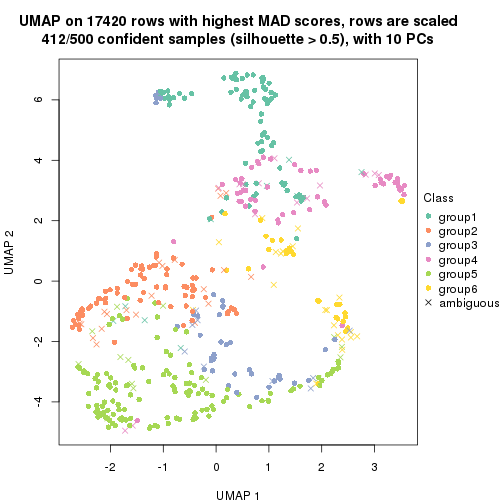 UMAP on 17420 rows with highest MAD scores, rows are scaled
412/500 confident samples (silhouette > 0.5), with 10 PCs
6
4
2
0
-2
-4
UMAP 2
-2
-1
0
1
2
3
UMAP 1
Class
group1
group2
group3
group4
group5
group6
ambiguous